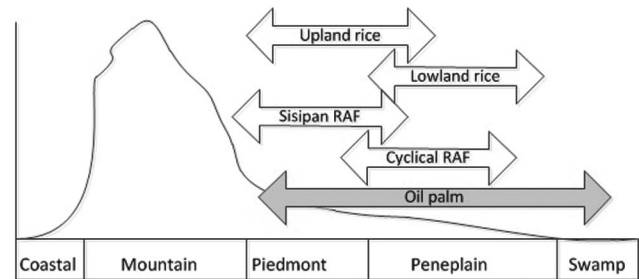 Upland rice
Lowland rice
Sisipan RAF
Cyclical RAF
Oil palm
Coastal Mountain Piedmont Peneplain Swamp